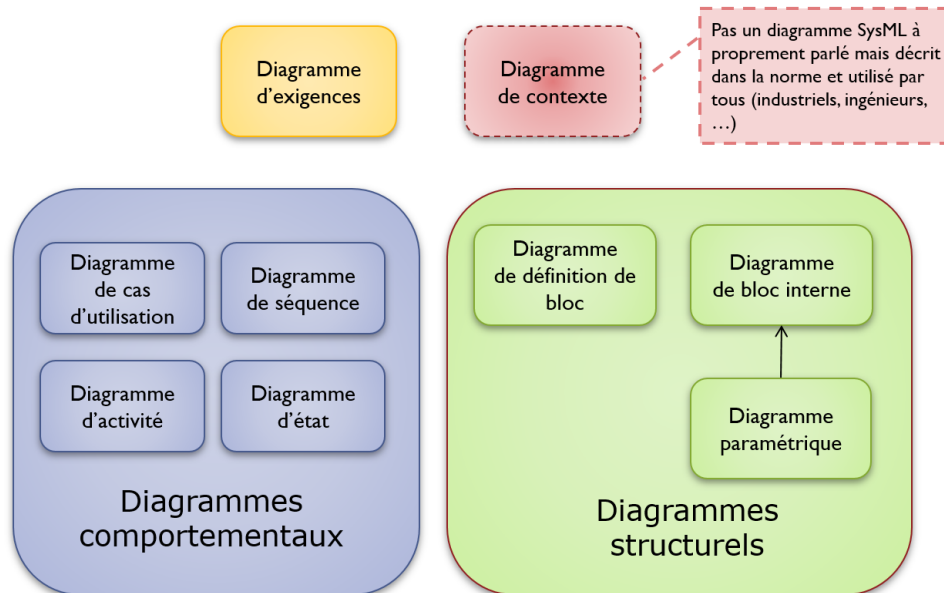 Diagramme
d'exigences
Diagramme
de contexte
Pas un diagramme SysML à
proprement parlé mais décrit
dans la norme et utilisé par
tous (industriels, ingénieurs,
…)
Diagramme
de cas
d'utilisation
Diagramme
de séquence
Diagramme
d'activité
Diagramme
d'état
Diagrammes
comportementaux
Diagramme
de définition de
bloc
Diagramme
de bloc interne
Diagramme
paramétrique
Diagrammes
structurels